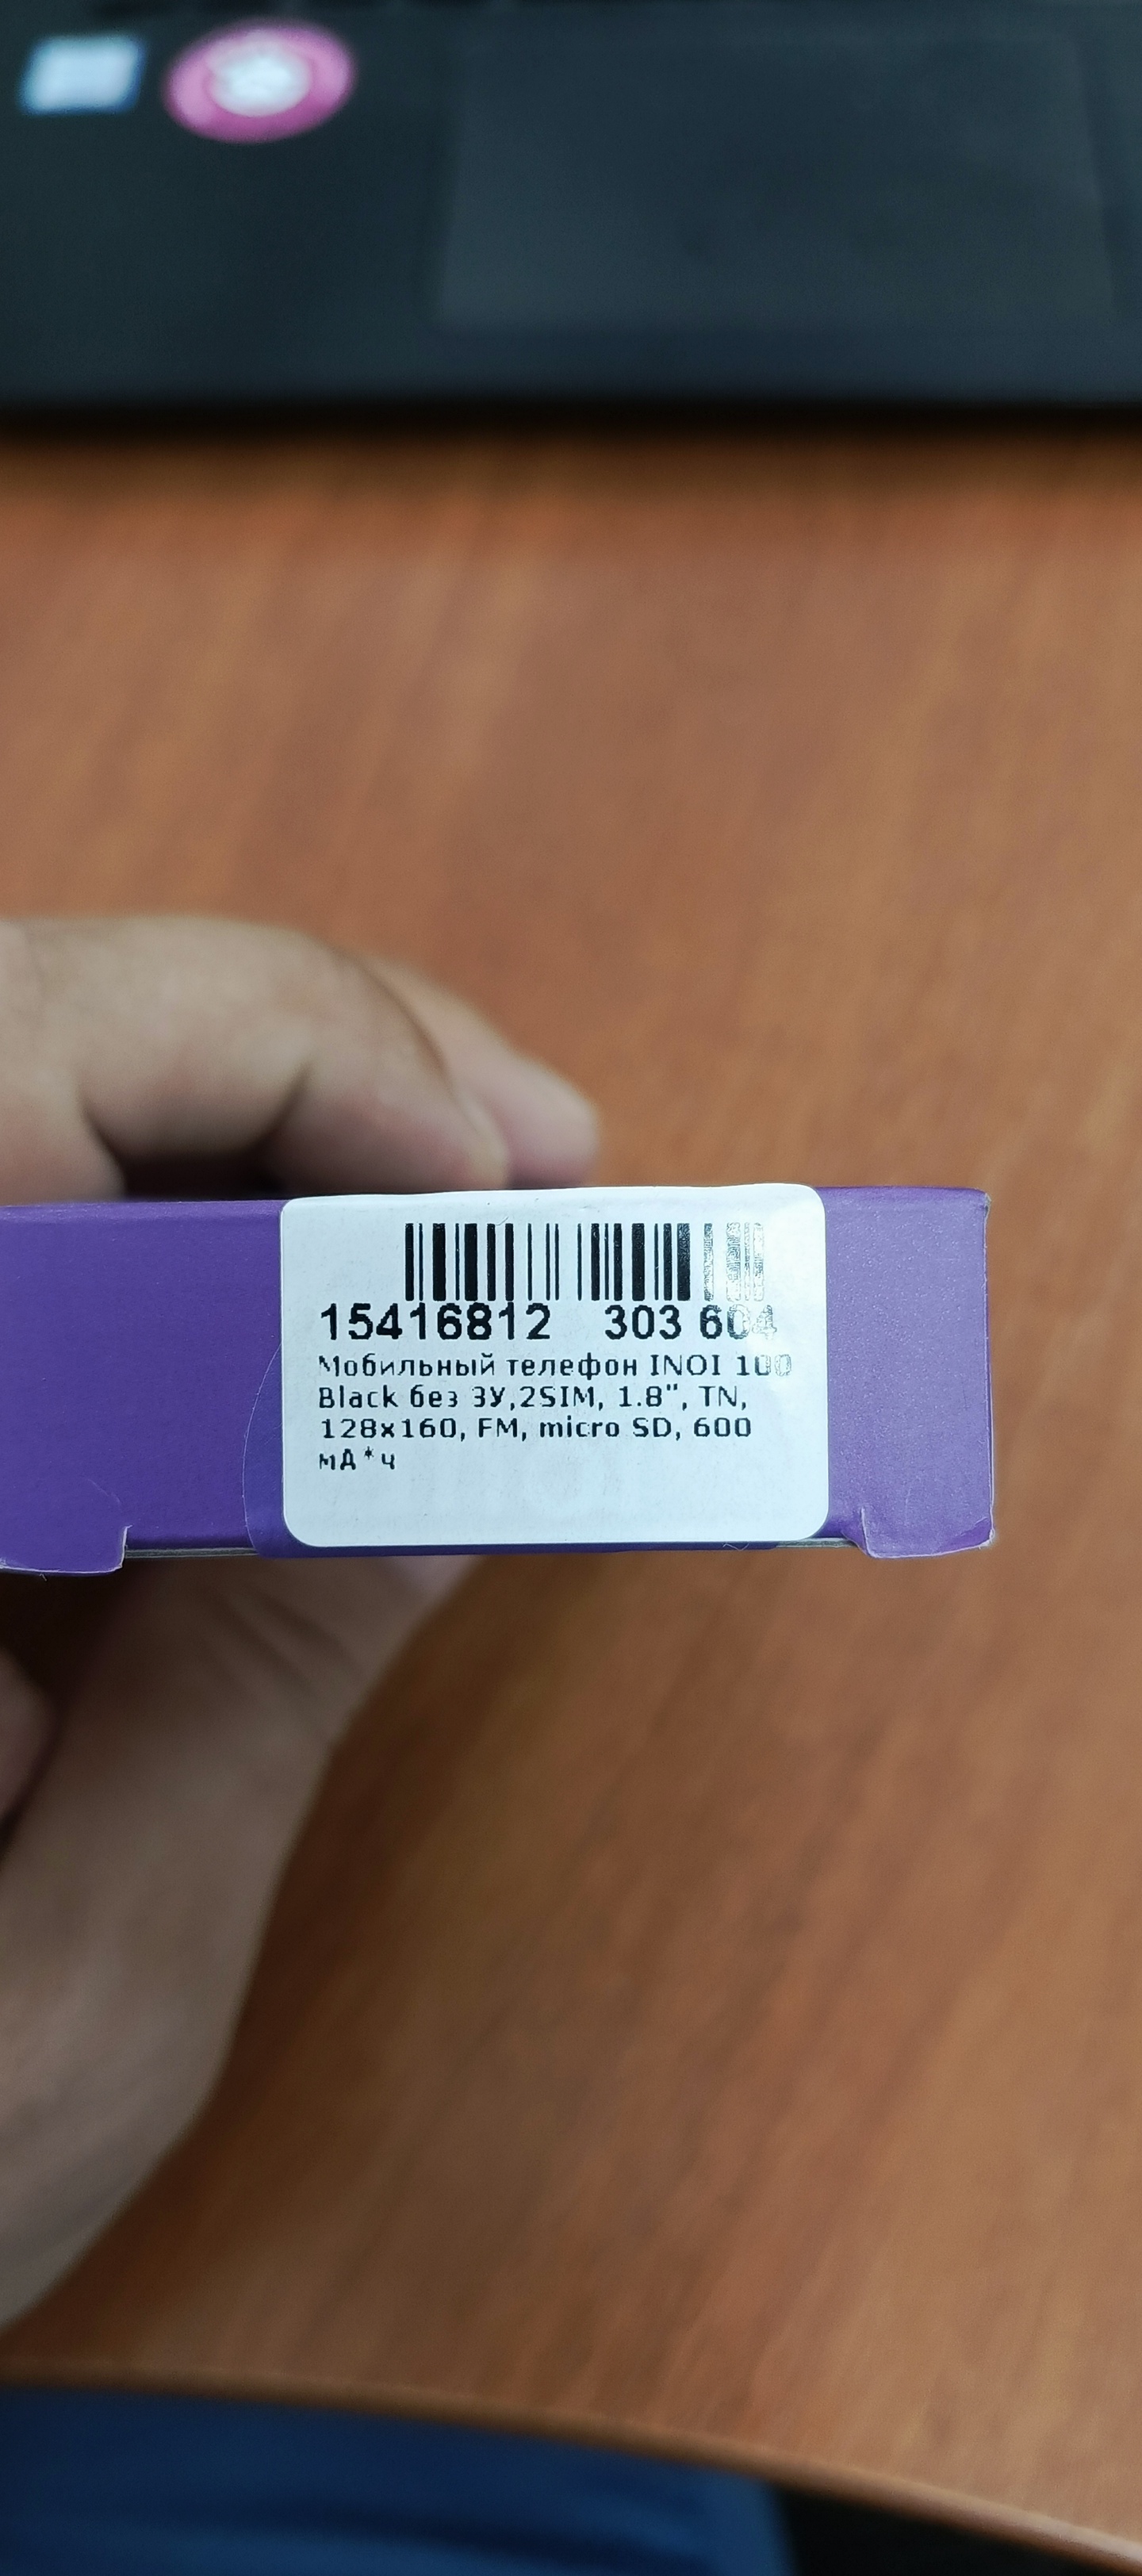 15416812 303 604
Мобильный телефон INOI 100
Black без ЗУ,2SIM, 1.8", TN,
128x160, FM, micro SD, 600
мА*ч